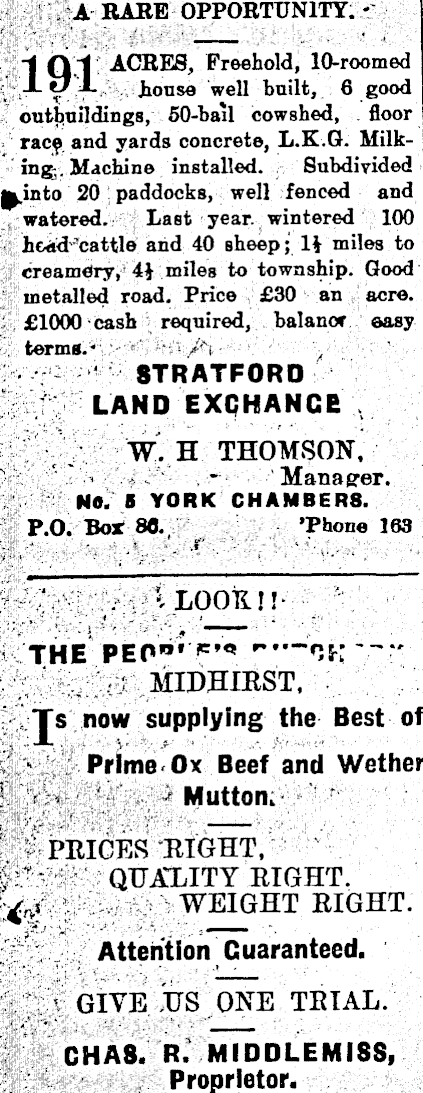 A RARE OPPORTUNITY.
191 ACRES, Freehold, 10-roomed
house well built, 6 good
outbuildings, 50-bail cowshed, floor
race and yards concrete, L.K.G. Milk-
ing Machine installed. Subdivided
into 20 paddocks, well fenced and
watered. Last year wintered 100
head cattle and 40 sheep; 1¼ miles to
creamery, 4¼ miles to township. Good
metalled road. Price £30 an acre.
£1000 cash required, balance easy
terms.
STRATFORD
LAND EXCHANGE
W. H THOMSON,
Manager.
No. 5 YORK CHAMBERS.
P.O. Box 86. 'Phone 163
LOOK!!
THE PEOPLE'S
MIDHIRST,
Is now supplying the Best of
Prime Ox Beef and Wether
Mutton.
PRICES RIGHT,
QUALITY RIGHT.
WEIGHT RIGHT.
Attention Guaranteed.
GIVE US ONE TRIAL.
CHAS. R. MIDDLEMISS,
Proprietor.